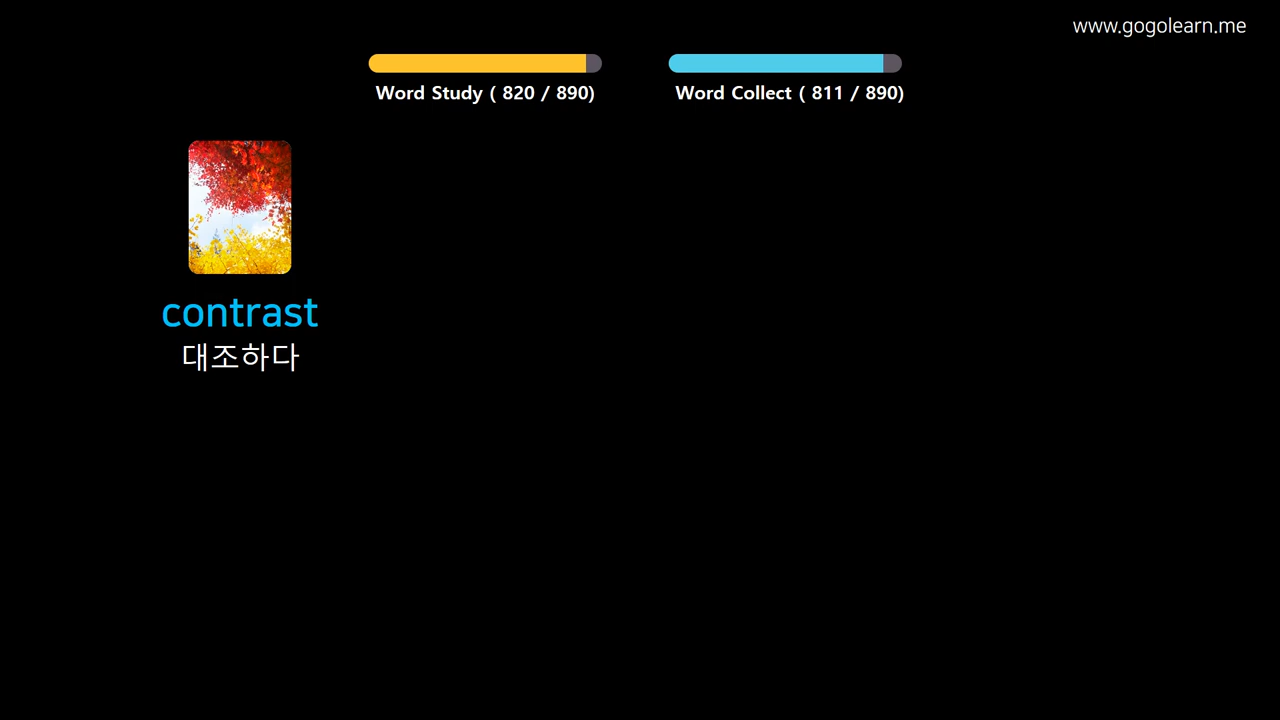 www.gogolearn.me
Word Study ( 820 / 890)
Word Collect ( 811 / 890)
contrast
대조하다